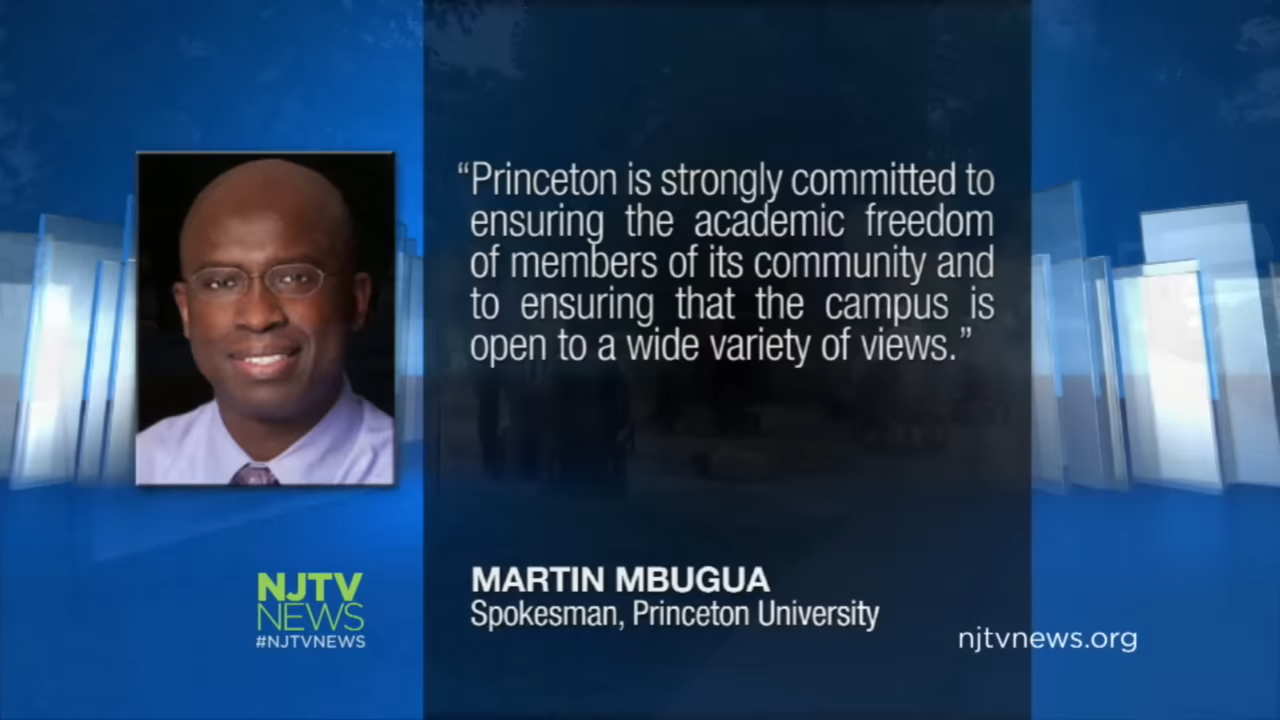 “Princeton is strongly committed to
ensuring the academic freedom
of members of its community and
to ensuring that the campus is
open to a wide variety of views.”
MARTIN MBUGUA
Spokesman, Princeton University
NJTV
NEWS
#NJTVNEWS
njtvnews.org